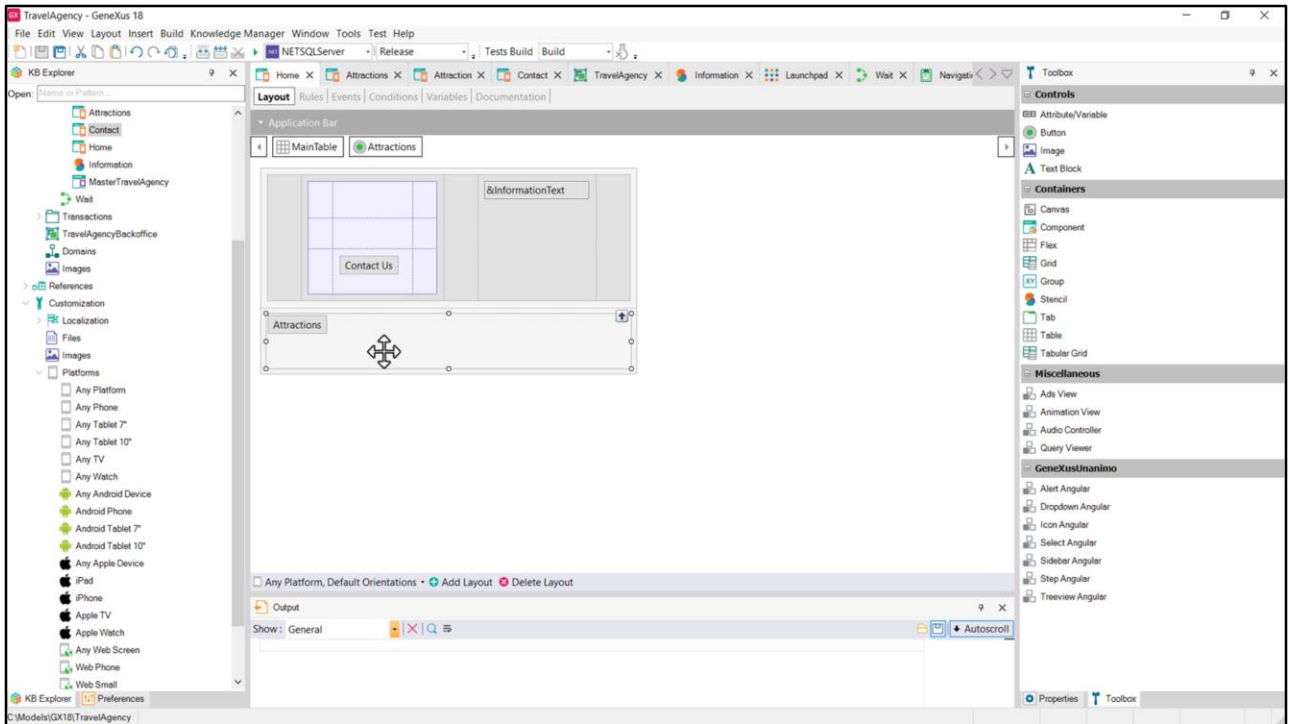 TravelAgency - GeneXus 18
File Edit View Layout Insert Build Knowledge Manager Window Tools Test Help
NETSQLServer Release Tests Build Build
KB Explorer
Open: Name or Pattern ...
Attractions
Contact
Home
Information
MasterTravelAgency
Wait
Transactions
TravelAgencyBackoffice
Domains
Images
References
Customization
Localization
Files
Images
Platforms
Any Platform
Any Phone
Any Tablet 7"
Any Tablet 10"
Any TV
Any Watch
Any Android Device
Android Phone
Android Tablet 7"
Android Tablet 10"
Any Apple Device
iPad
iPhone
Apple TV
Apple Watch
Any Web Screen
Web Phone
Web Small
KB Explorer Preferences
C:\Models\GX18\TravelAgency
Home Attractions Attraction Contact TravelAgency Information Launchpad Wait
Layout Rules Events Conditions Variables Documentation
Application Bar
MainTable Attractions
&InformationText
Contact Us
Attractions
Any Platform, Default Orientations Add Layout Delete Layout
Output
Show: General
Autoscroll
Toolbox
Controls
Attribute/Variable
Button
Image
Text Block
Containers
Canvas
Component
Flex
Grid
Group
Stencil
Tab
Table
Tabular Grid
Miscellaneous
Ads View
Animation View
Audio Controller
Query Viewer
GeneXusUnanimo
Alert Angular
Dropdown Angular
Icon Angular
Select Angular
Sidebar Angular
Step Angular
Treeview Angular
Properties Toolbox